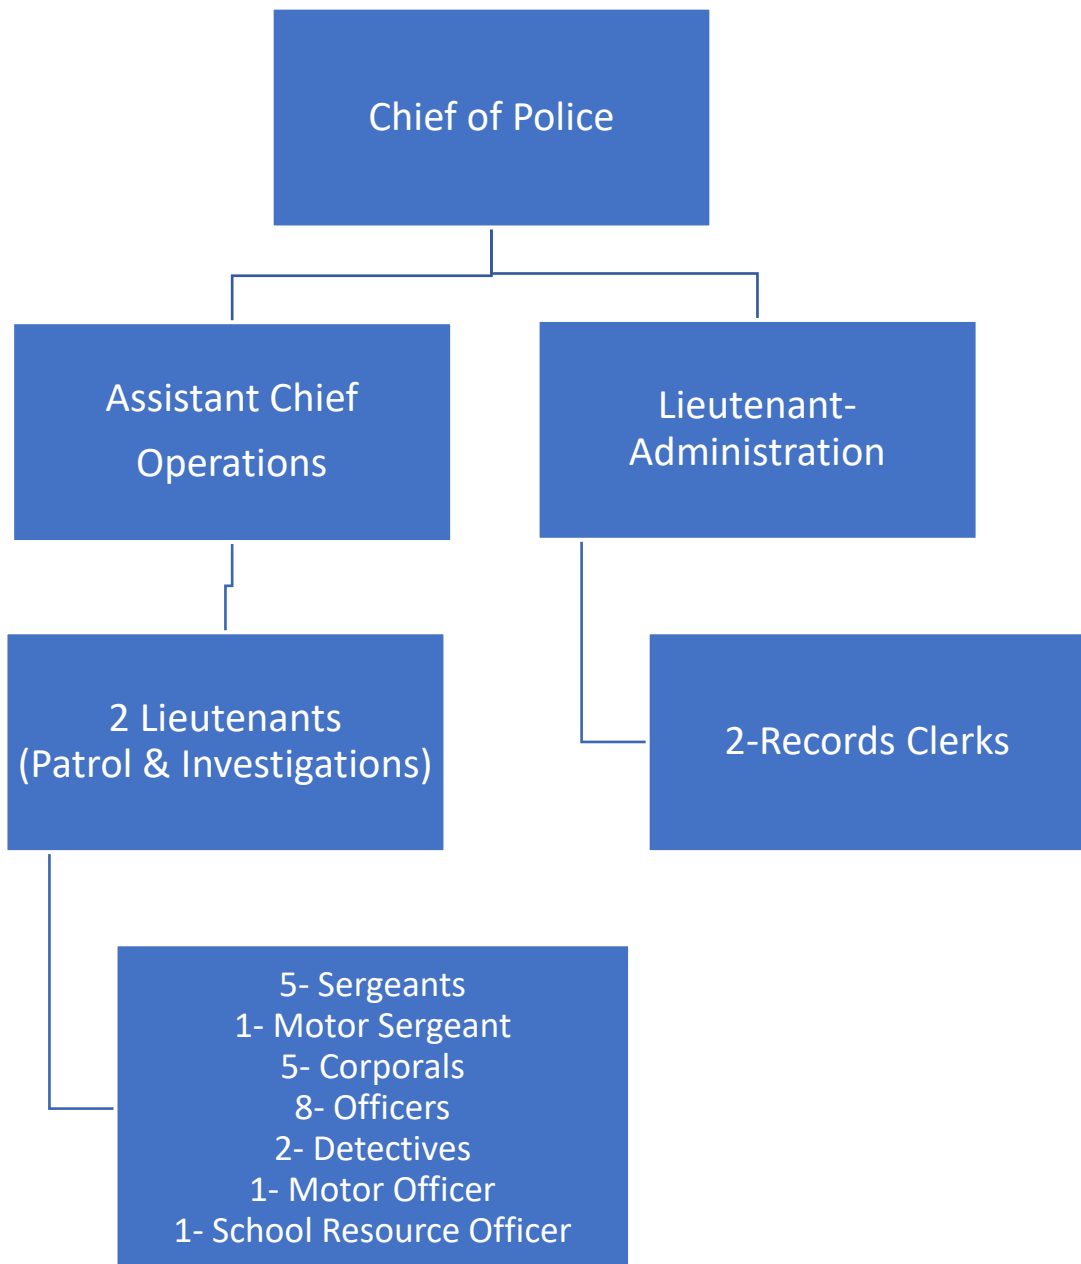 Chief of Police
Assistant Chief
Operations
Lieutenant-
Administration
2 Lieutenants
(Patrol & Investigations)
2-Records Clerks
5- Sergeants
1- Motor Sergeant
5- Corporals
8- Officers
2- Detectives
1- Motor Officer
1- School Resource Officer